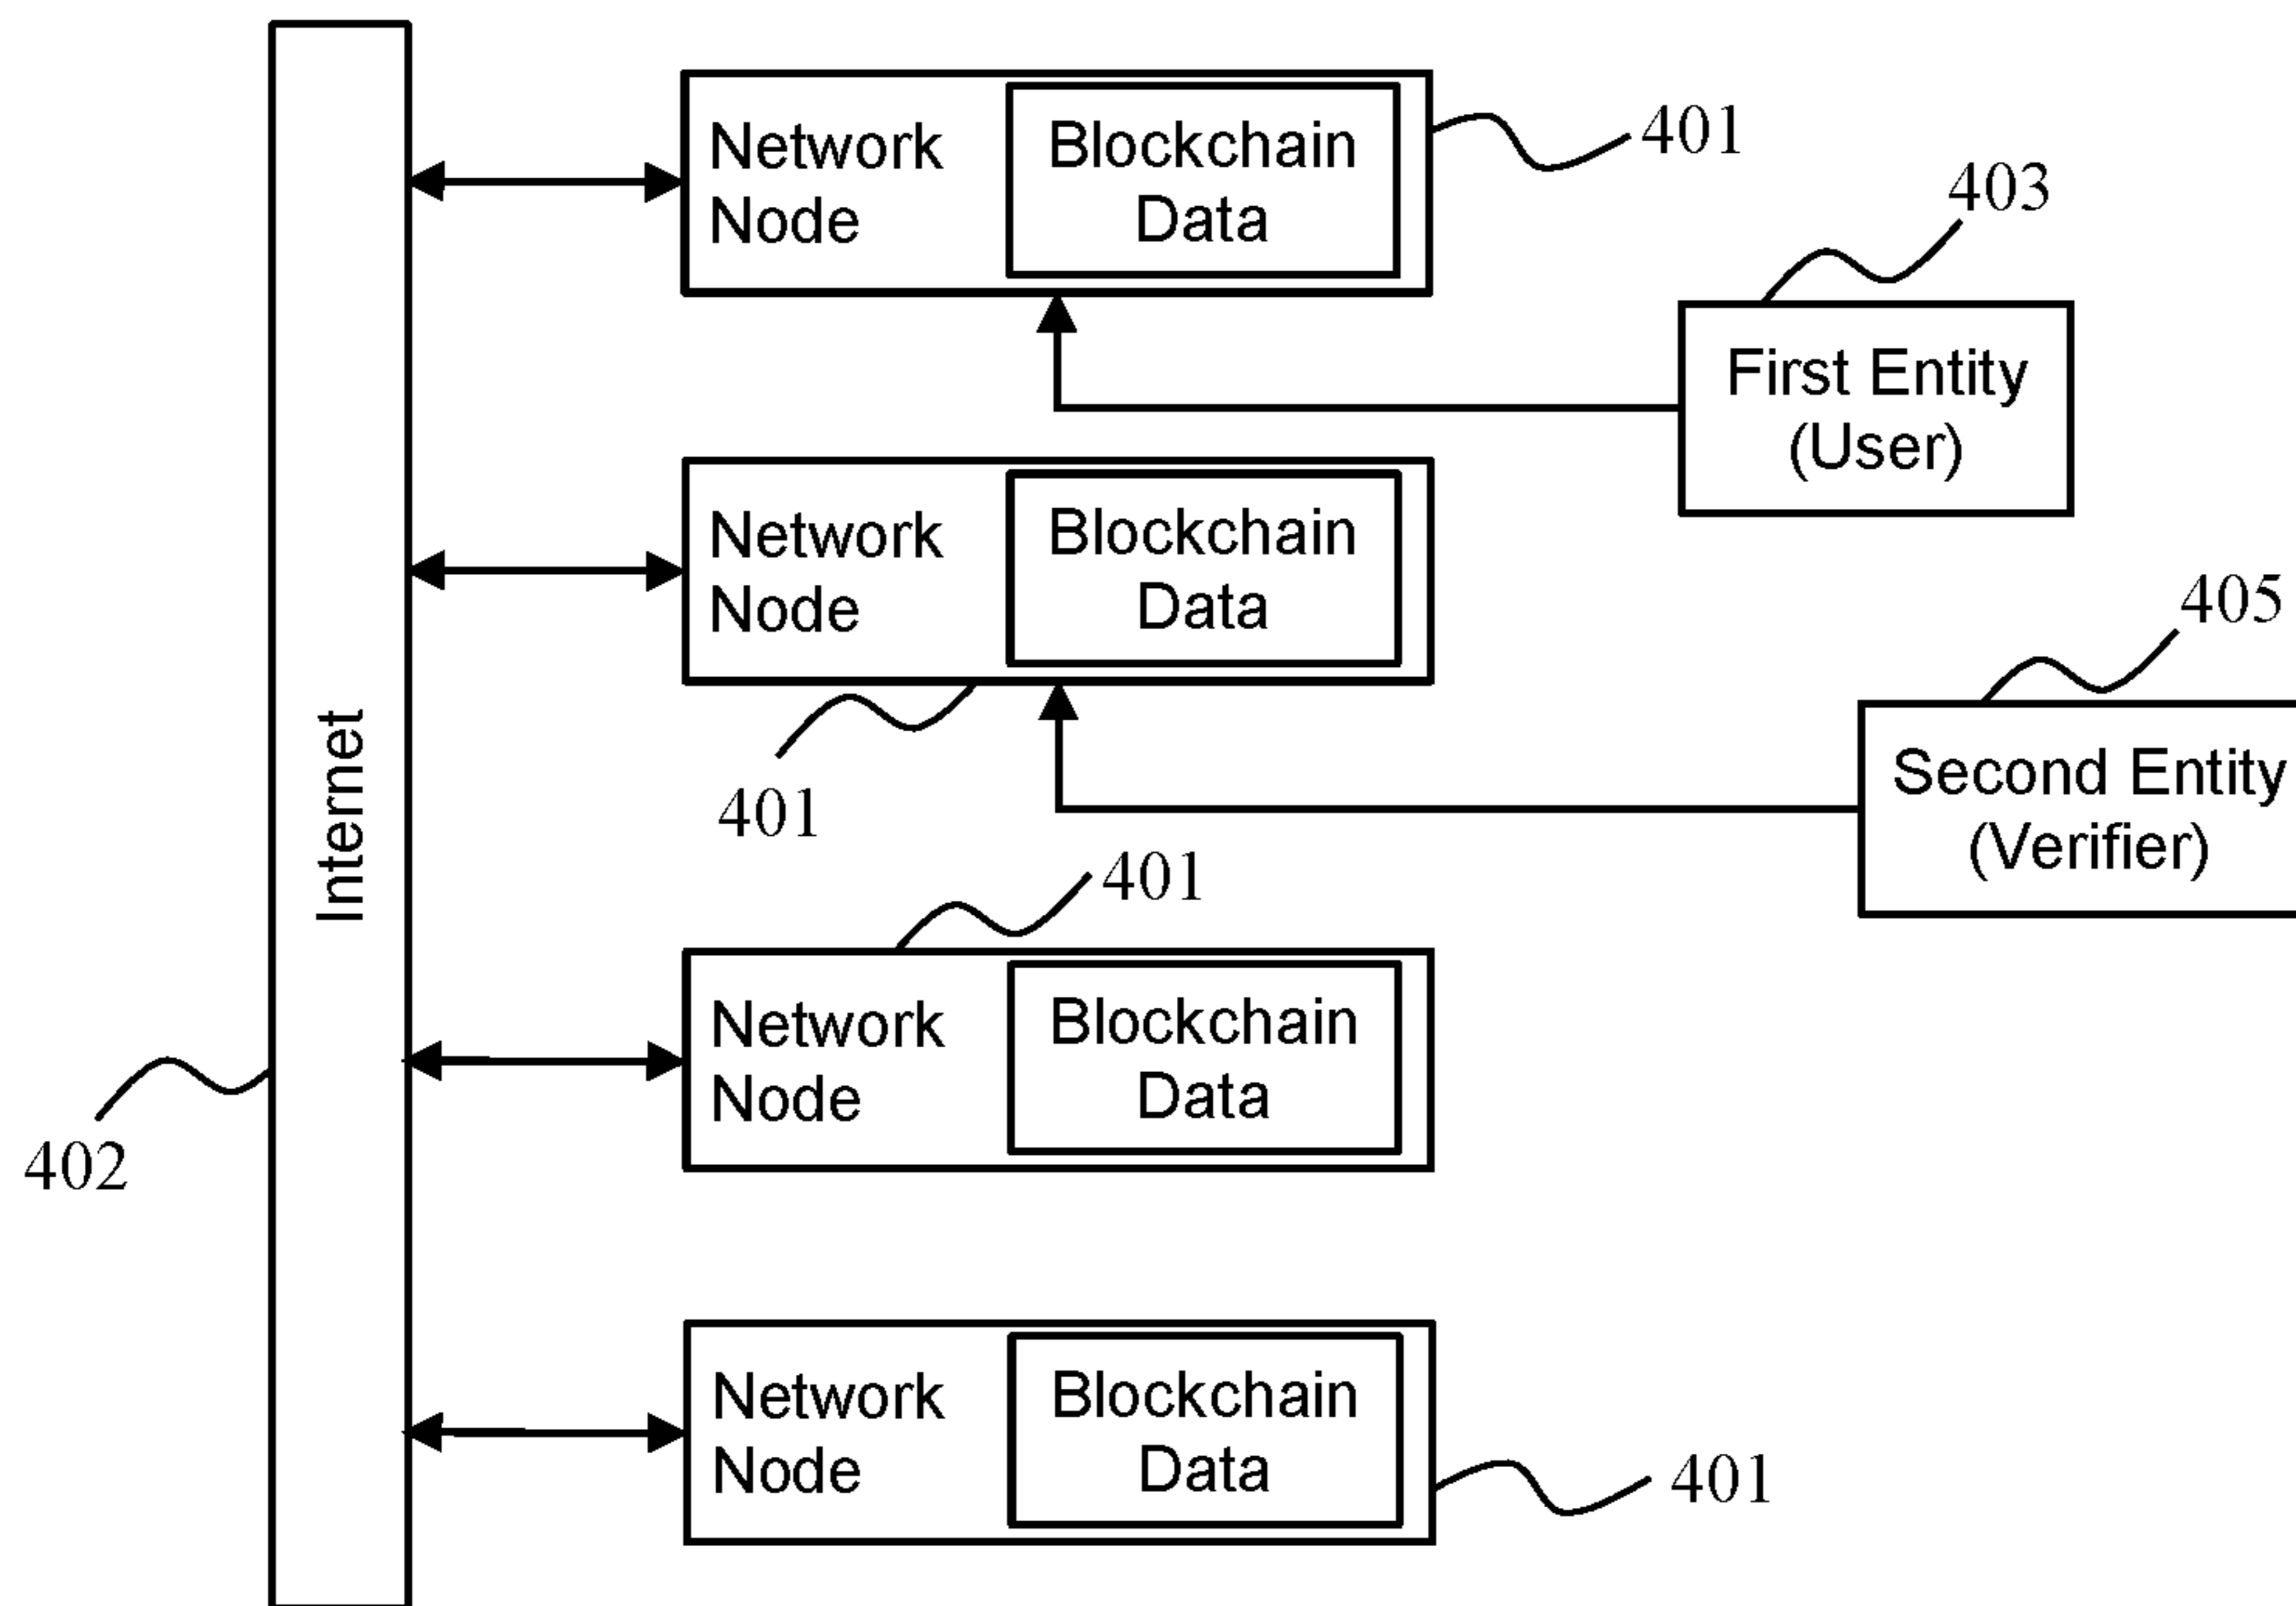 Network
Node
Blockchain
Data
401
403
First Entity
(User)
Network
Node
Blockchain
Data
401
405
Second Entity
(Verifier)
Internet
402
401
Network
Node
Blockchain
Data
Network
Node
Blockchain
Data
401